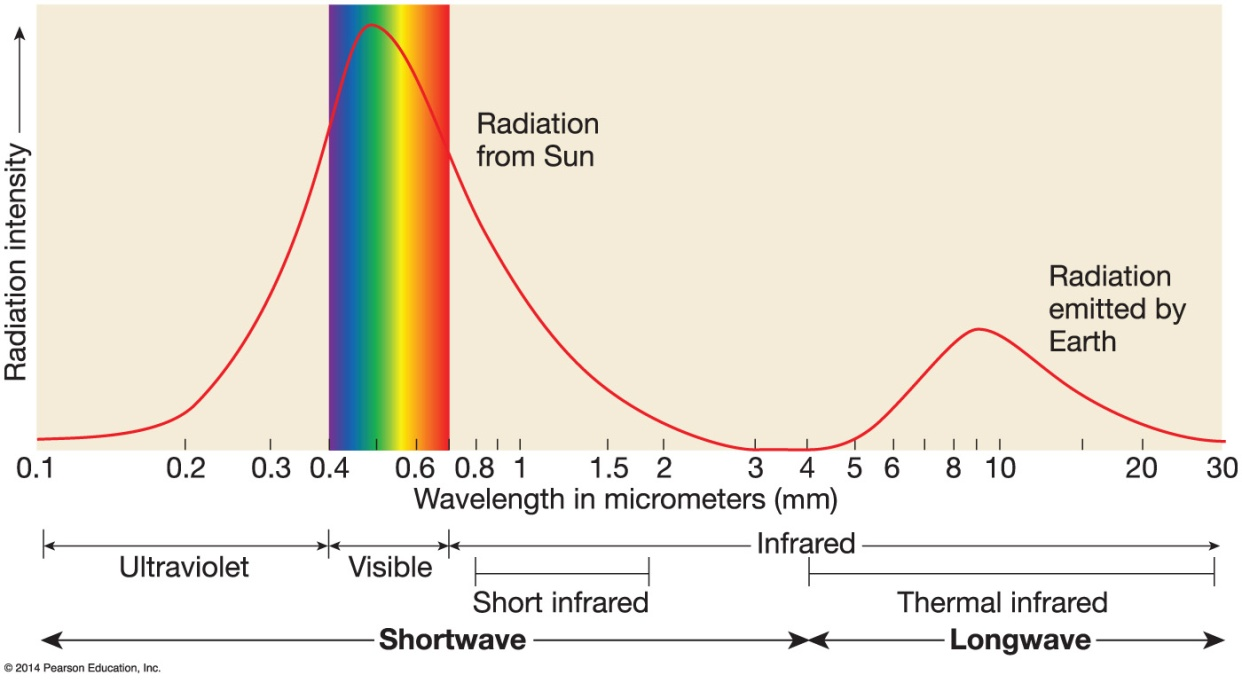 Radiation intensity
Radiation
from Sun
Radiation
emitted by
Earth
0.1 0.2 0.3 0.4 0.6 0.8 1 1.5 2 3 4 5 6 8 10 20 30
Wavelength in micrometers (mm)
Infrared
Ultraviolet Visible
Short infrared Thermal infrared
Shortwave Longwave
© 2014 Pearson Education, Inc.